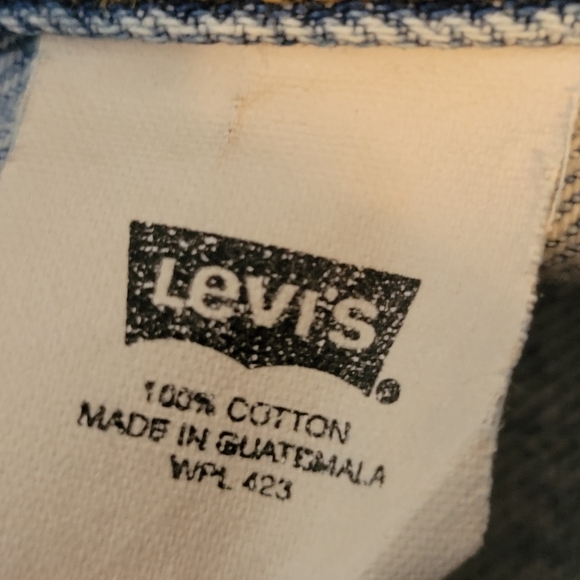 LEVI'S
®
100% COTTON
MADE IN GUATEMALA
WPL 423